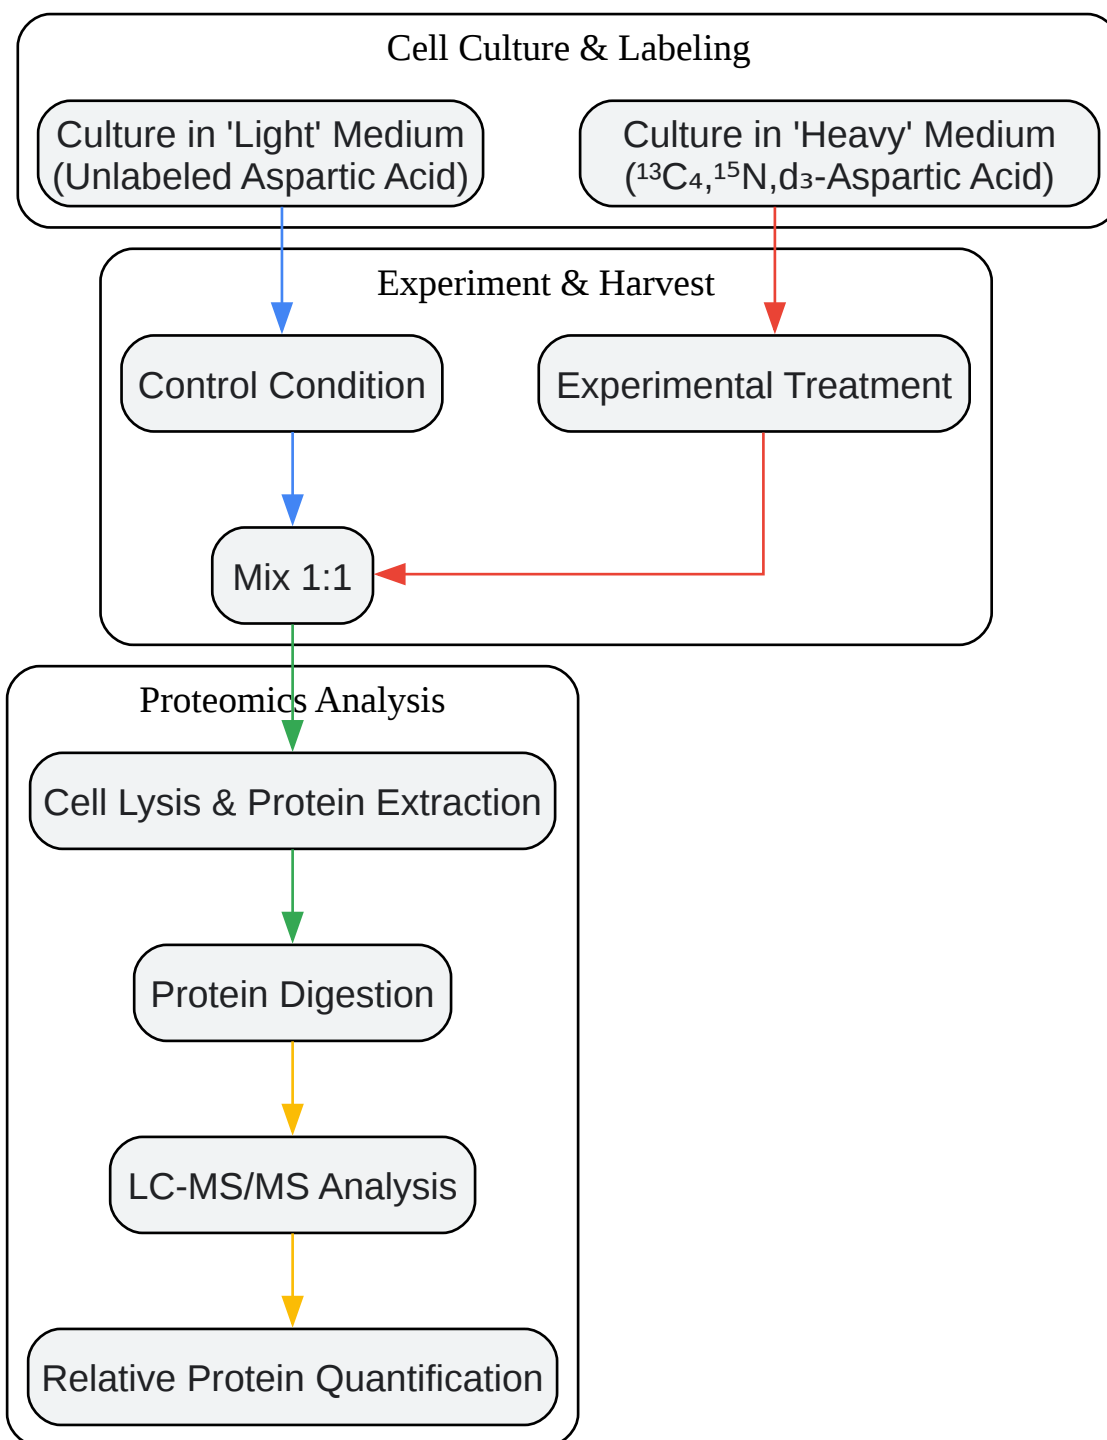 Cell Culture & Labeling
Culture in 'Light' Medium
(Unlabeled Aspartic Acid)
Culture in 'Heavy' Medium
(¹³C₄,¹⁵N,d₃-Aspartic Acid)
Experiment & Harvest
Control Condition
Experimental Treatment
Mix 1:1
Proteomics Analysis
Cell Lysis & Protein Extraction
Protein Digestion
LC-MS/MS Analysis
Relative Protein Quantification